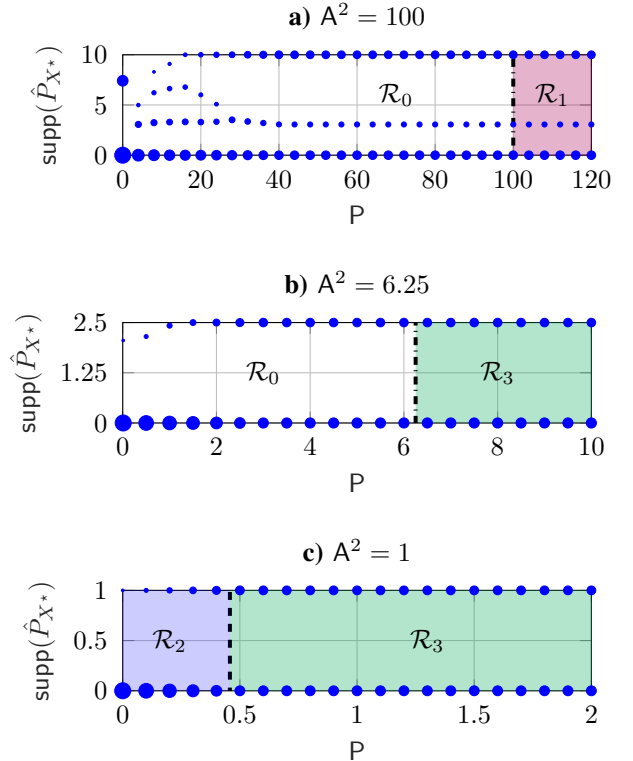 a) A² = 100
supp(P̂_{X⋆})
10
5
0
R₀
R₁
0 20 40 60 80 100 120
P
b) A² = 6.25
supp(P̂_{X⋆})
2.5
1.25
0
R₀
R₃
0 2 4 6 8 10
P
c) A² = 1
supp(P̂_{X⋆})
1
0.5
0
R₂
R₃
0 0.5 1 1.5 2
P